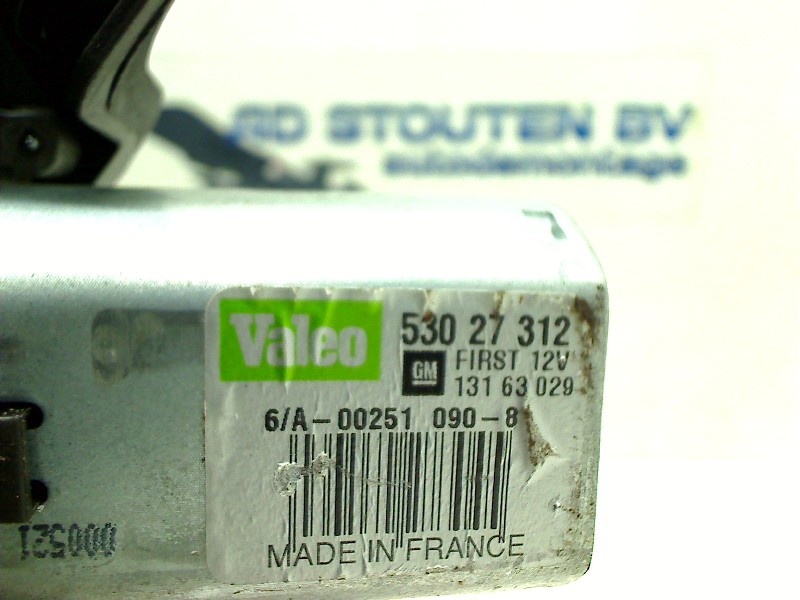 RD STOUTEN BV
autodemontage
Valeo
530 27 312
FIRST 12V
GM
131 63 029
6/A-00251 090-8
MADE IN FRANCE
000521